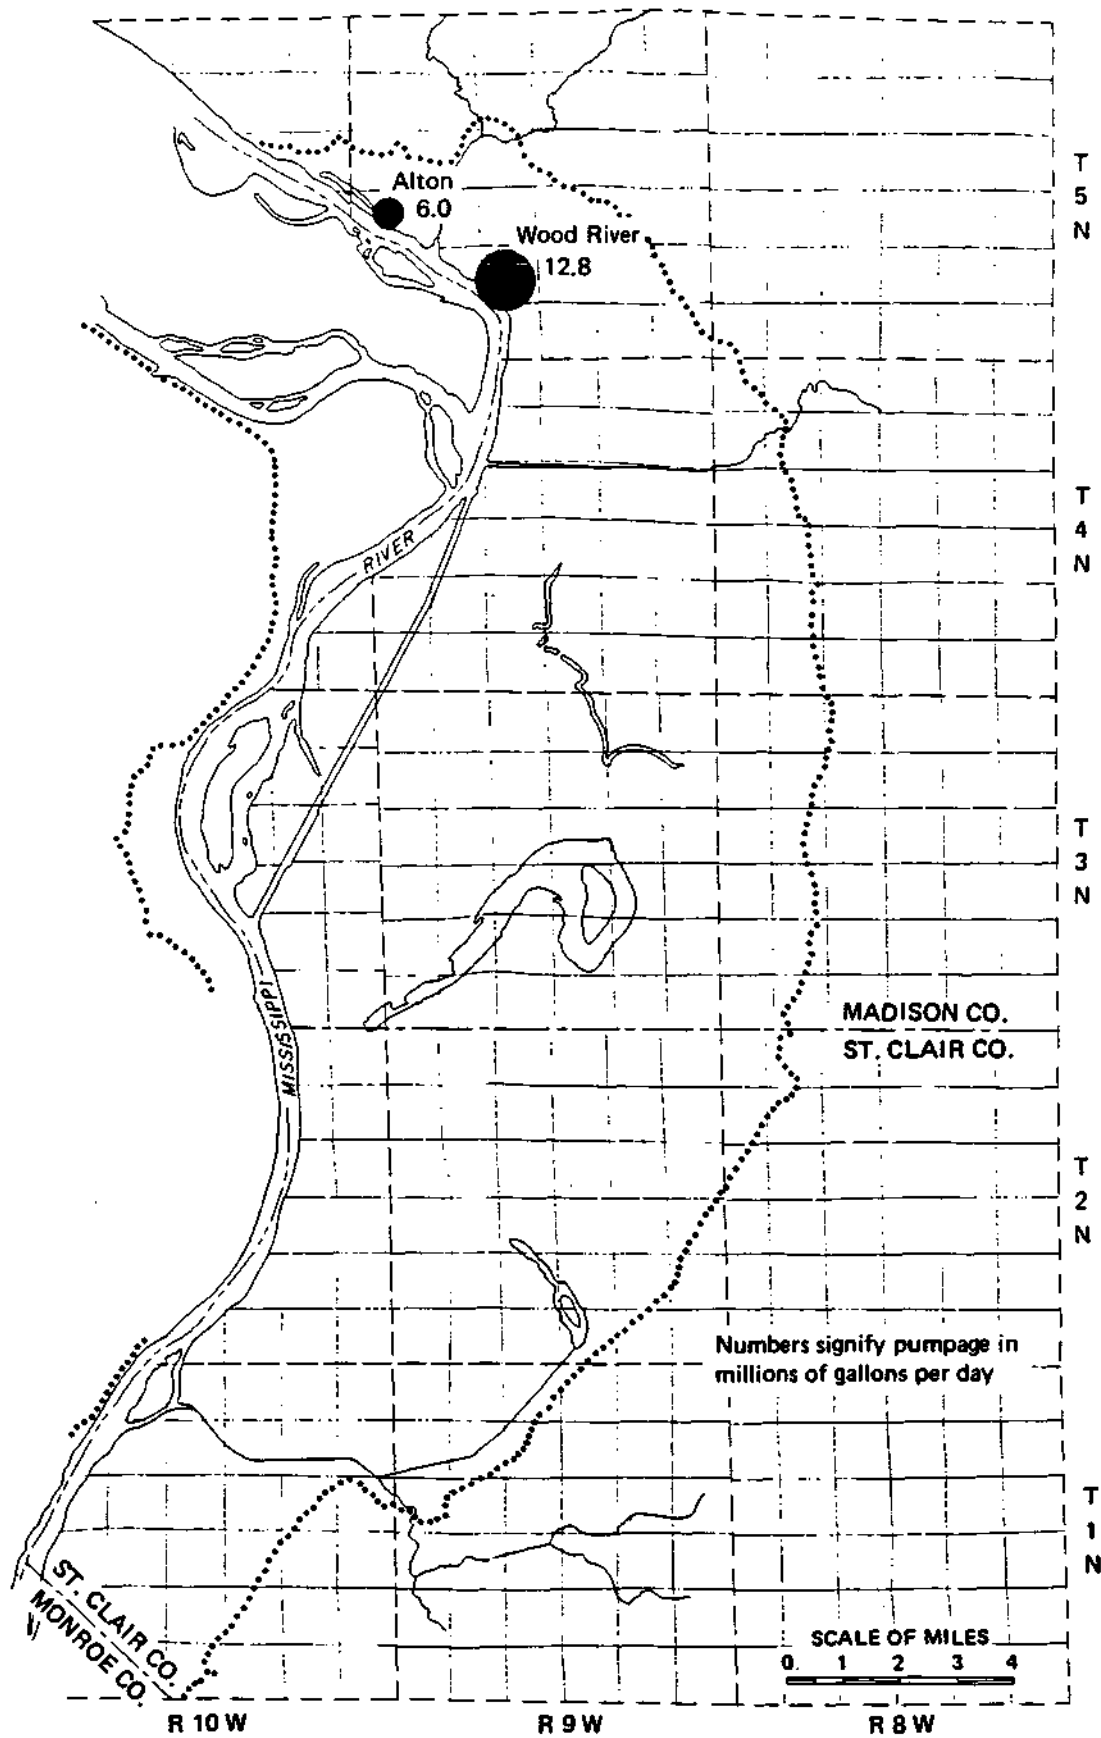 Alton
6.0
Wood River
12.8
T
5
N
RIVER
T
4
N
T
3
N
MISSISSIPPI
MADISON CO.
ST. CLAIR CO.
T
2
N
Numbers signify pumpage in
millions of gallons per day
T
1
N
ST. CLAIR CO.
MONROE CO.
SCALE OF MILES
0 1 2 3 4
R 10 W R 9 W R 8 W